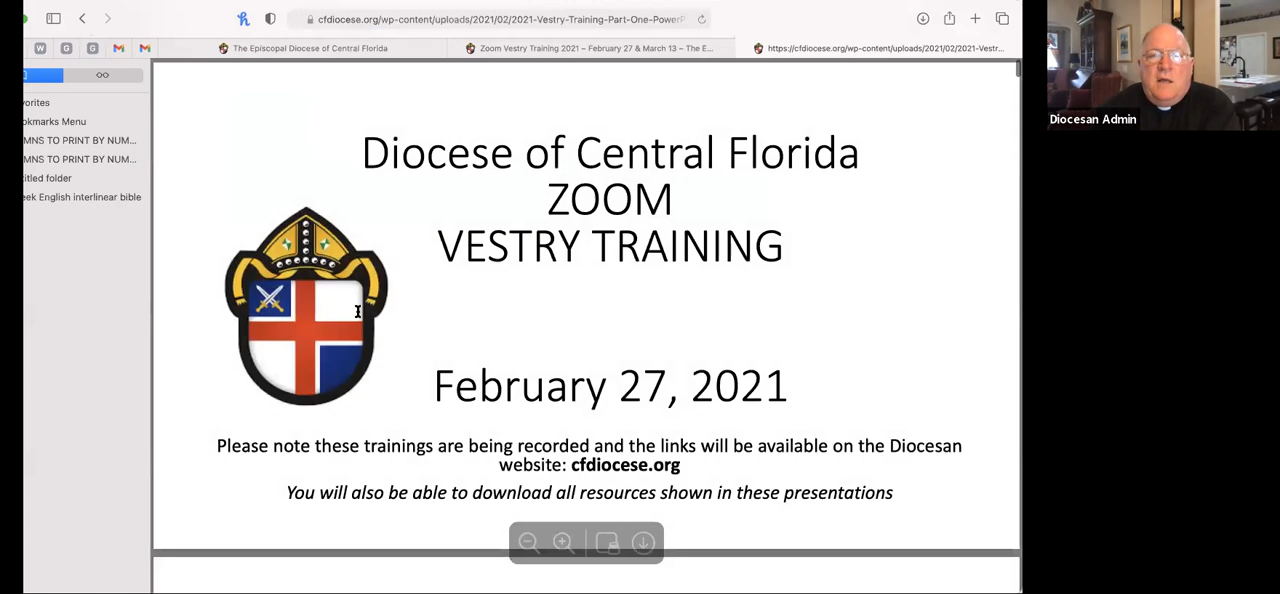 cfdiocese.org/wp-content/uploads/2021/02/2021-Vestry-Training-Part-One-PowerP
W G G M M
The Episcopal Diocese of Central Florida
Zoom Vestry Training 2021 – February 27 & March 13 – The E...
https://cfdiocese.org/wp-content/uploads/2021/02/2021-Vestr...
vorites
okmarks Menu
MNS TO PRINT BY NUM...
MNS TO PRINT BY NUM...
titled folder
eek English interlinear bible
Diocese of Central Florida
ZOOM
VESTRY TRAINING
February 27, 2021
Please note these trainings are being recorded and the links will be available on the Diocesan
website: cfdiocese.org
You will also be able to download all resources shown in these presentations
Diocesan Admin